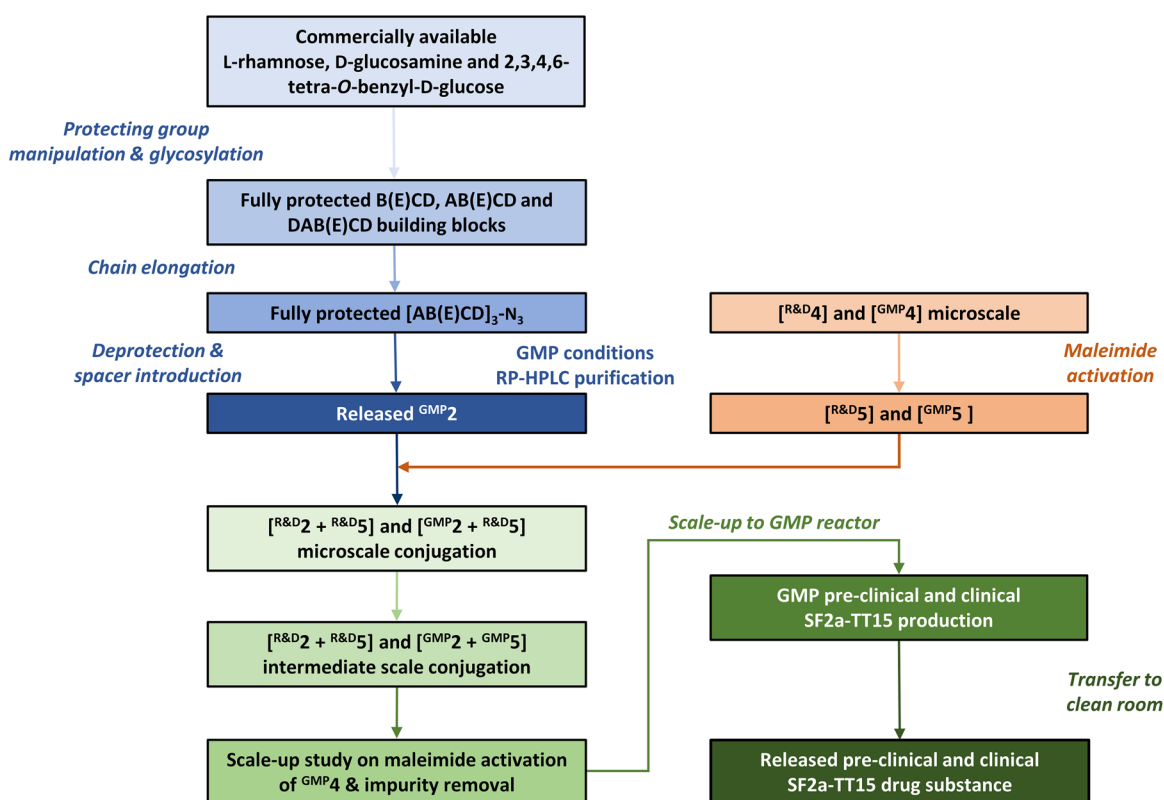 Commercially available
L-rhamnose, D-glucosamine and 2,3,4,6-
tetra-O-benzyl-D-glucose
Protecting group
manipulation & glycosylation
Fully protected B(E)CD, AB(E)CD and
DAB(E)CD building blocks
Chain elongation
Fully protected [AB(E)CD]₃-N₃
Deprotection &
spacer introduction
GMP conditions
RP-HPLC purification
Released ᴳᴹᴾ2
[ᴿ&ᴰ4] and [ᴳᴹᴾ4] microscale
Maleimide
activation
[ᴿ&ᴰ5] and [ᴳᴹᴾ5 ]
[ᴿ&ᴰ2 + ᴿ&ᴰ5] and [ᴳᴹᴾ2 + ᴿ&ᴰ5]
microscale conjugation
[ᴿ&ᴰ2 + ᴿ&ᴰ5] and [ᴳᴹᴾ2 + ᴳᴹᴾ5]
intermediate scale conjugation
Scale-up study on maleimide activation
of ᴳᴹᴾ4 & impurity removal
Scale-up to GMP reactor
GMP pre-clinical and clinical
SF2a-TT15 production
Transfer to
clean room
Released pre-clinical and clinical
SF2a-TT15 drug substance